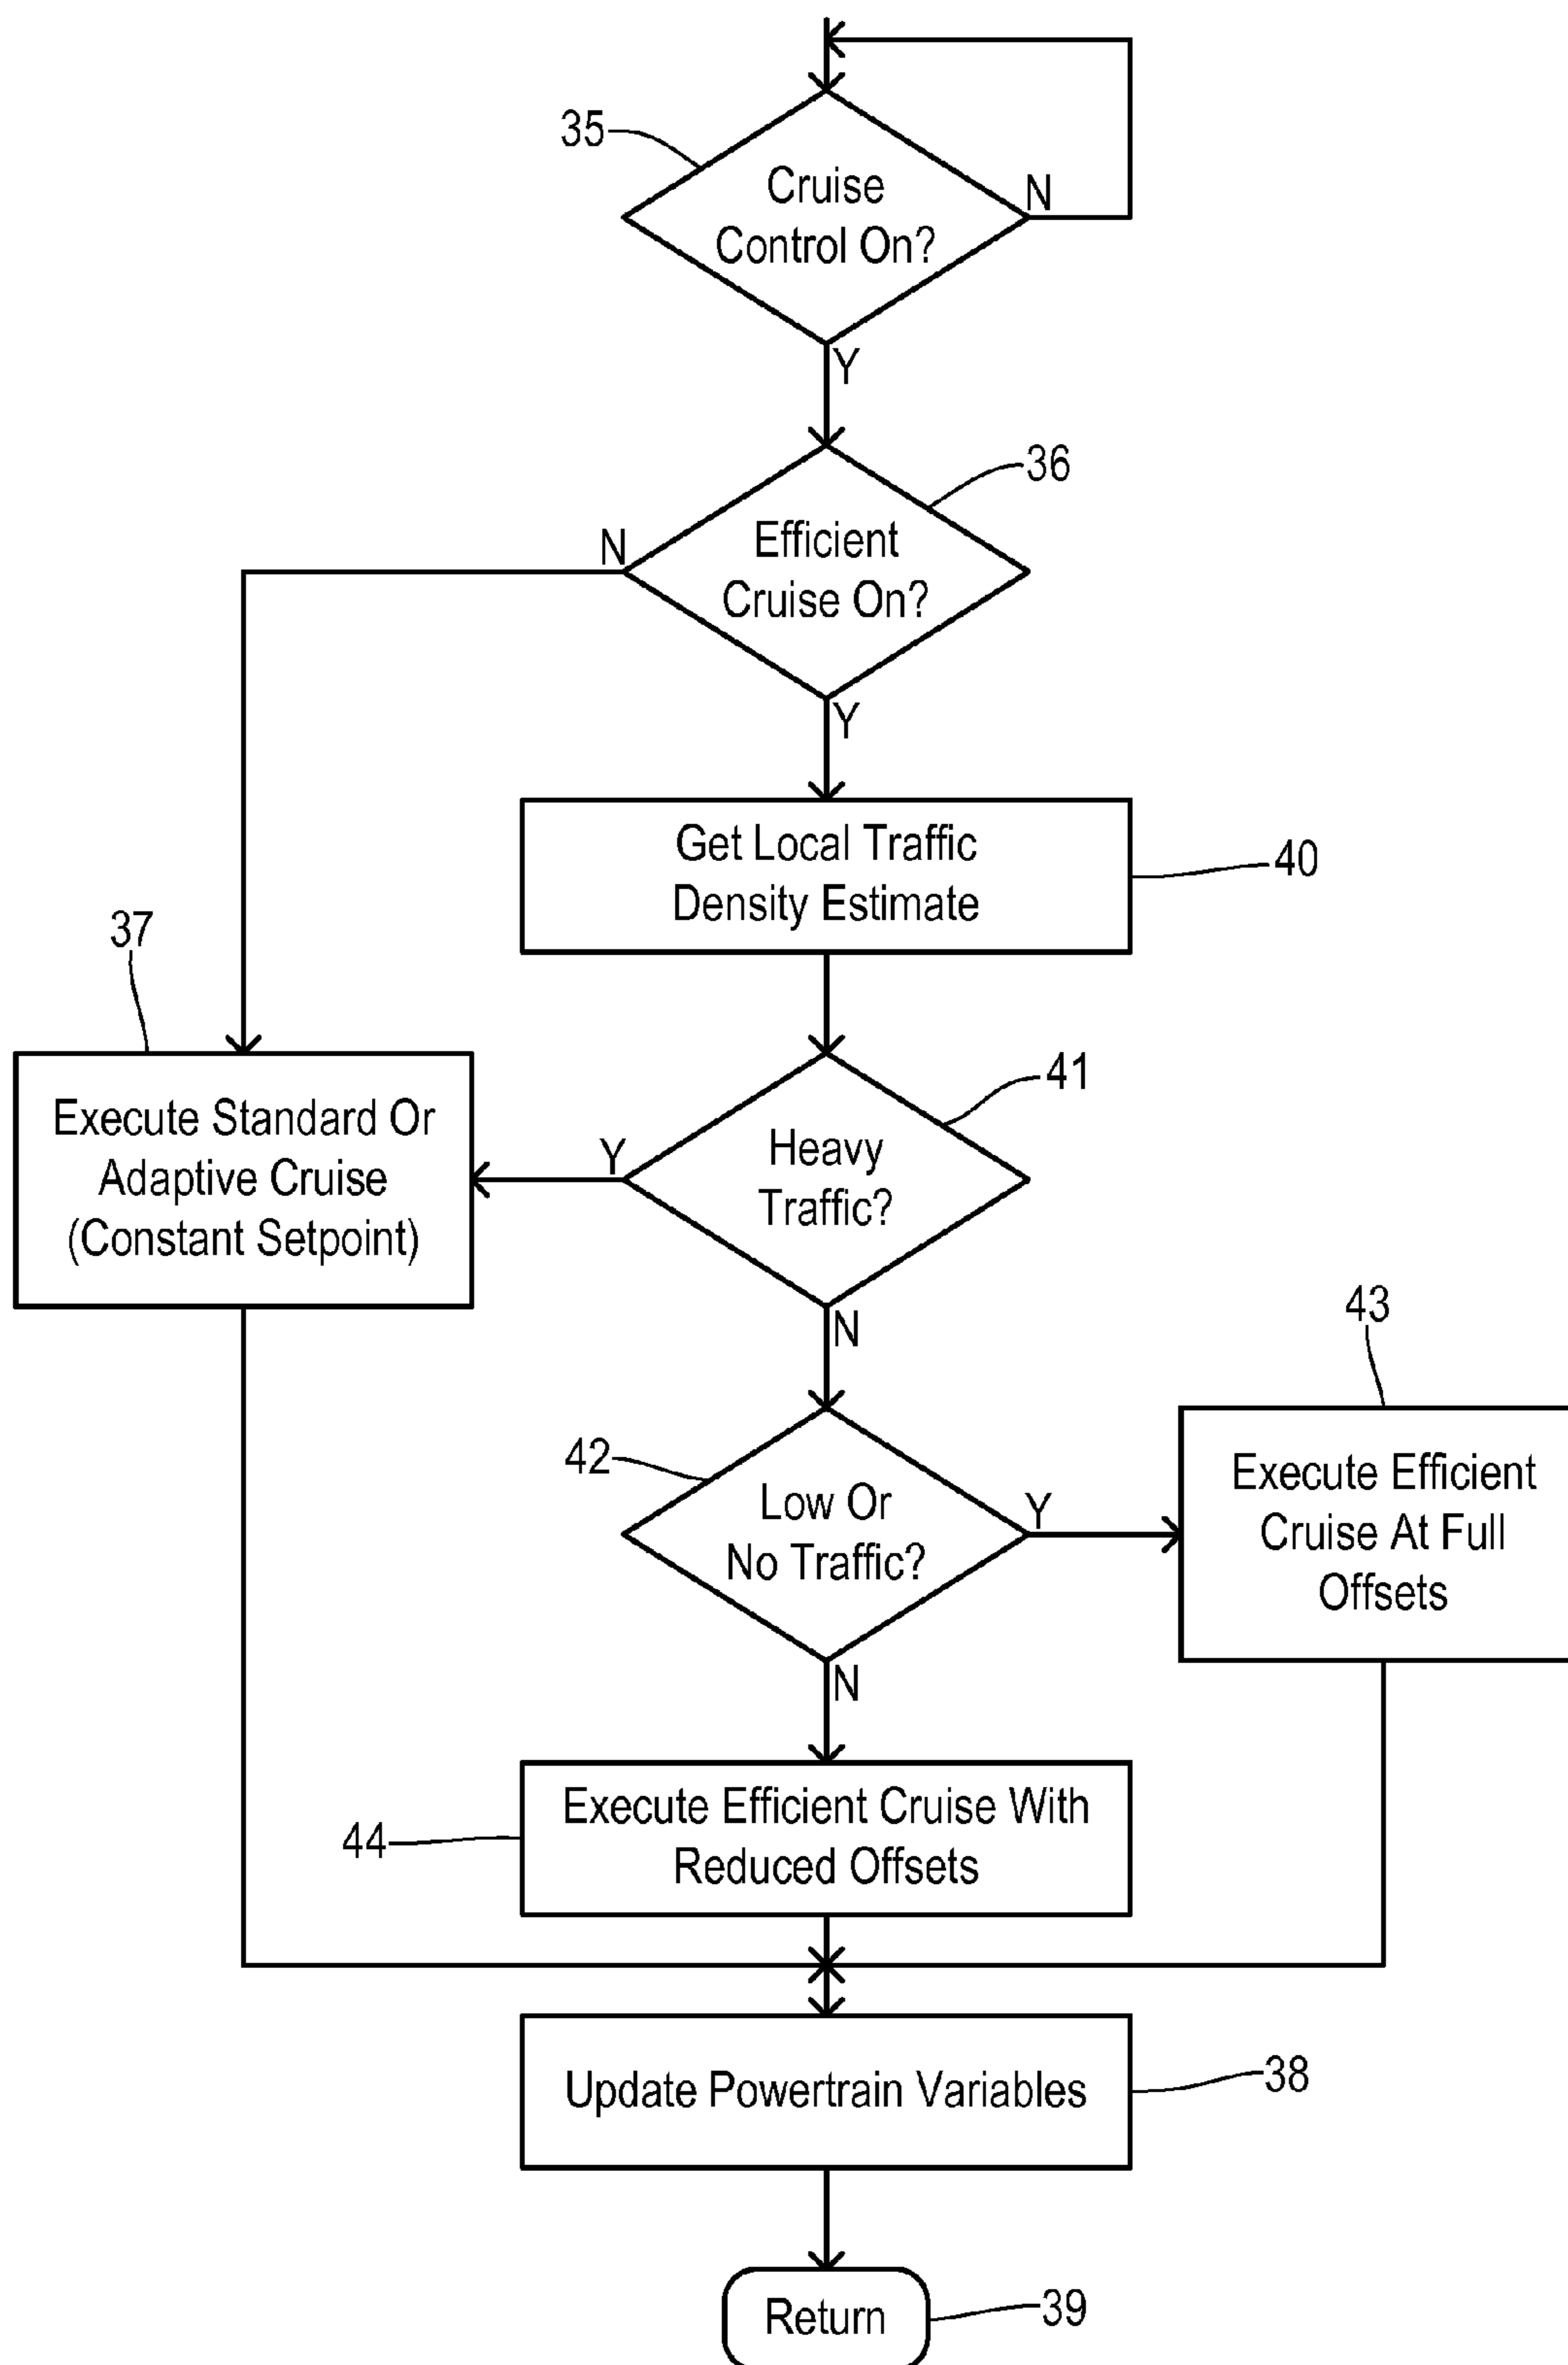 35
Cruise
Control On?
N
Y
36
Efficient
Cruise On?
N
Y
Get Local Traffic
Density Estimate
40
37
Execute Standard Or
Adaptive Cruise
(Constant Setpoint)
41
Heavy
Traffic?
Y
N
42
Low Or
No Traffic?
Y
N
43
Execute Efficient
Cruise At Full
Offsets
44
Execute Efficient Cruise With
Reduced Offsets
Update Powertrain Variables
38
Return
39